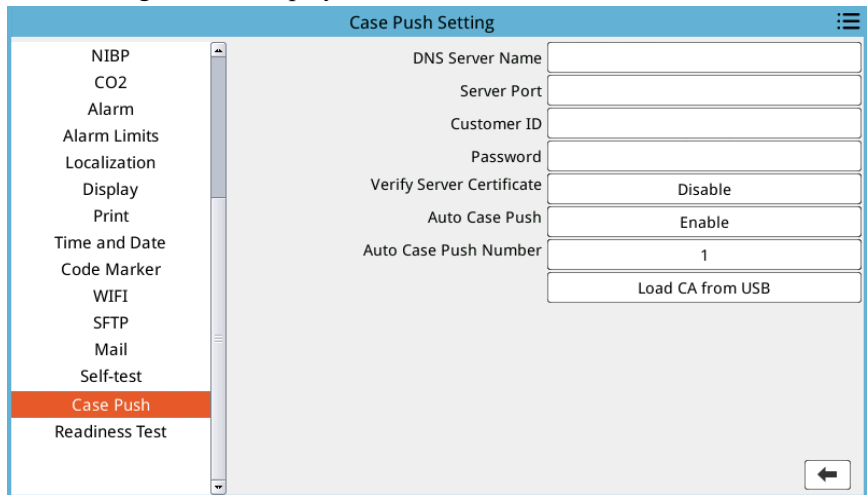 Case Push Setting
NIBP
CO2
Alarm
Alarm Limits
Localization
Display
Print
Time and Date
Code Marker
WIFI
SFTP
Mail
Self-test
Case Push
Readiness Test
DNS Server Name
Server Port
Customer ID
Password
Verify Server Certificate Disable
Auto Case Push Enable
Auto Case Push Number 1
Load CA from USB